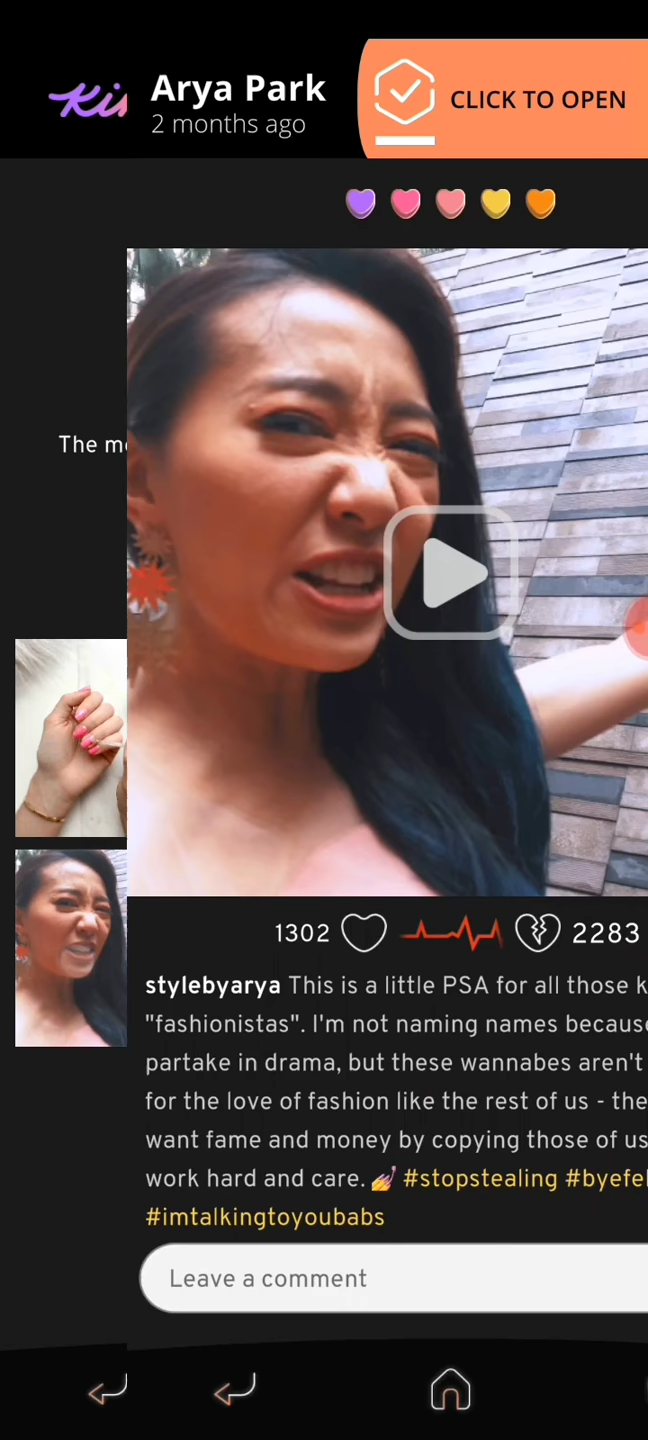 Arya Park
2 months ago
CLICK TO OPEN
The
1302
2283
stylebyarya This is a little PSA for all those
"fashionistas". I'm not naming names because
partake in drama, but these wannabes aren't
for the love of fashion like the rest of us -
want fame and money by copying those of us
work hard and care. 💅 #stopstealing
#imtalkingtoyoubabs
Leave a comment